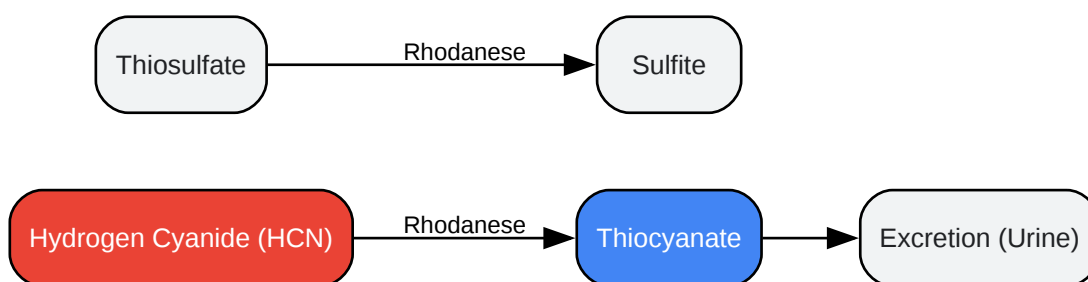 Thiosulfate
Rhodanese
Sulfite
Hydrogen Cyanide (HCN)
Rhodanese
Thiocyanate
Excretion (Urine)